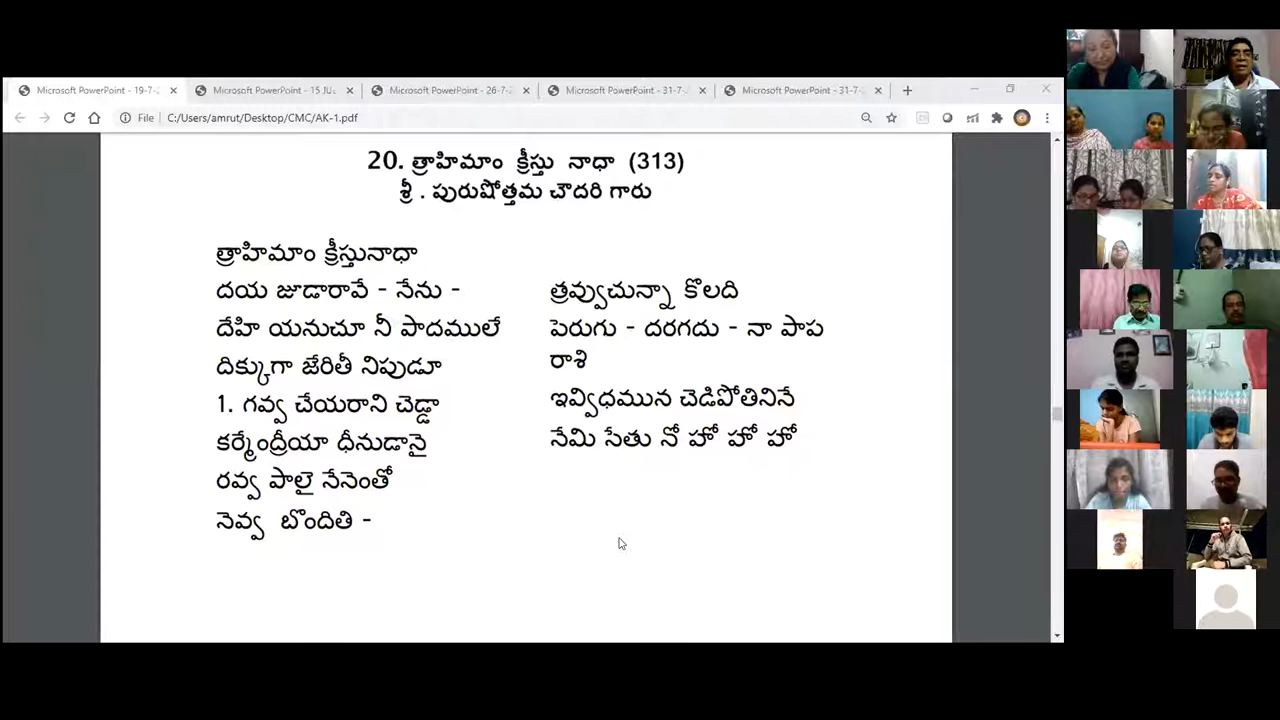 Microsoft PowerPoint - 19-7-2
Microsoft PowerPoint - 15 JU
Microsoft PowerPoint - 26-7-2
Microsoft PowerPoint - 31-7-
Microsoft PowerPoint - 31-7-
File
C:/Users/amrut/Desktop/CMC/AK-1.pdf
20. త్రాహిమాం క్రీస్తు నాధా (313)
శ్రీ . పురుషోత్తమ చౌదరి గారు
త్రాహిమాం క్రీస్తునాధా
దయ జూడారావే - నేను -
దేహి యనుచూ నీ పాదములే
దిక్కుగా జేరితీ నిపుడూ
1. గవ్వ చేయరాని చెడ్డా
కర్మేంద్రీయా ధీనుడానై
రవ్వ పాలై నేనెంతో
నెవ్వ బొందితి -
త్రవ్వుచున్నా కొలది
పెరుగు - దరగదు - నా పాప
రాశి
ఇవ్విధమున చెడిపోతినినే
నేమి సేతు నో హో హో హో